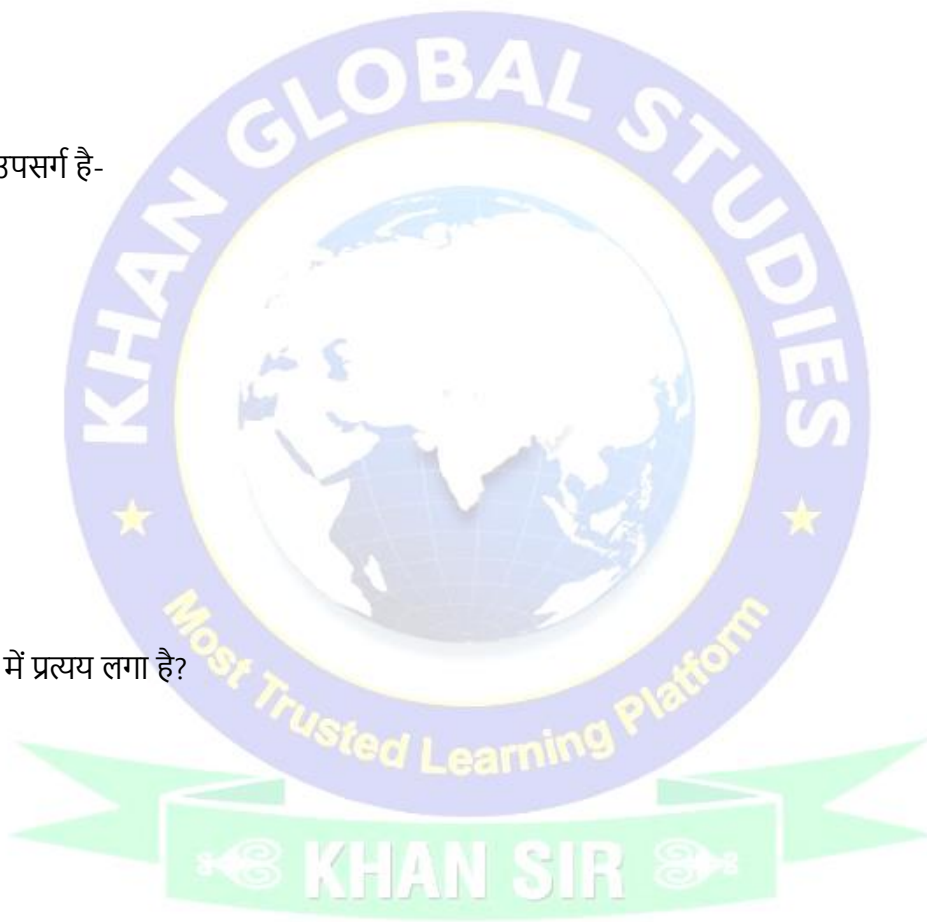 उपसर्ग है-
में प्रत्यय लगा है?
KHAN GLOBAL STUDIES
Most Trusted Learning Platform
KHAN SIR